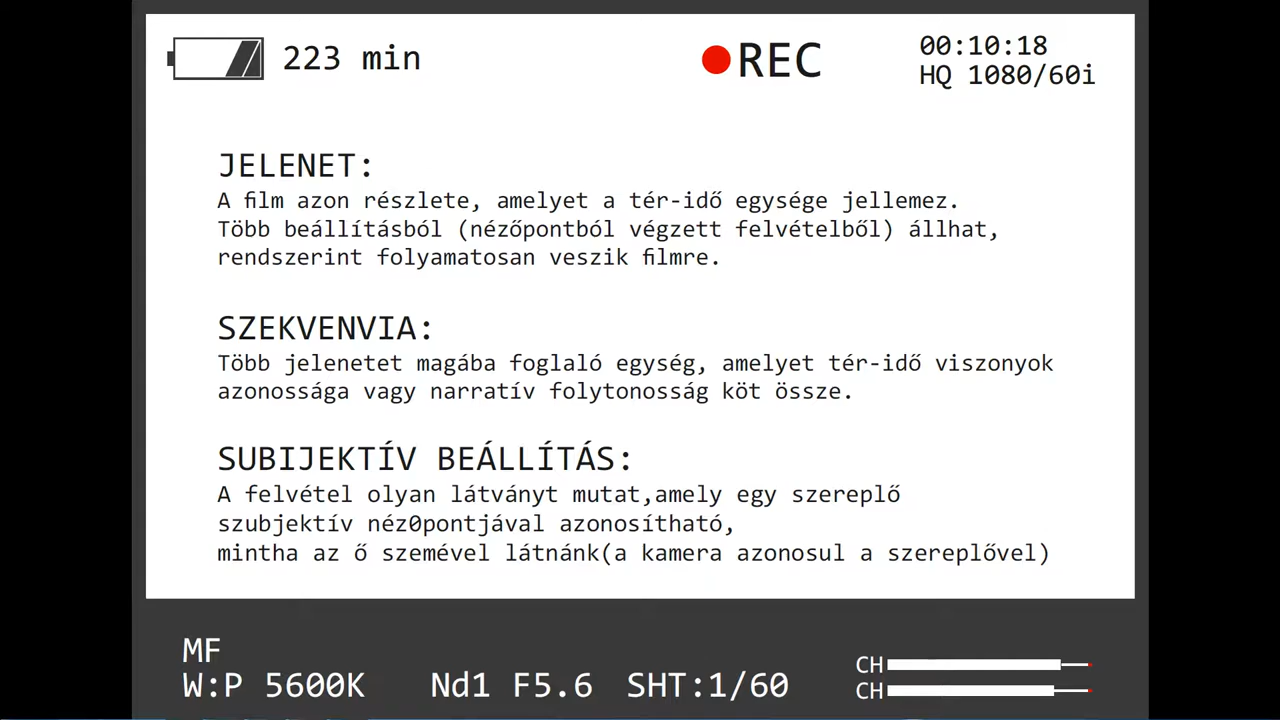 223 min
REC
00:10:18
HQ 1080/60i
JELENET:
A film azon részlete, amelyet a tér-idő egysége jellemez.
Több beállításból (nézőpontból végzett felvételből) állhat,
rendszerint folyamatosan veszik filmre.
SZEKVENVIA:
Több jelenetet magába foglaló egység, amelyet tér-idő viszonyok
azonossága vagy narratív folytonosság köt össze.
SUBIJEKTÍV BEÁLLÍTÁS:
A felvétel olyan látványt mutat,amely egy szereplő
szubjektív néz0pontjával azonosítható,
mintha az ő szemével látnánk(a kamera azonosul a szereplővel)
MF
W:P 5600K Nd1 F5.6 SHT:1/60
CH
CH